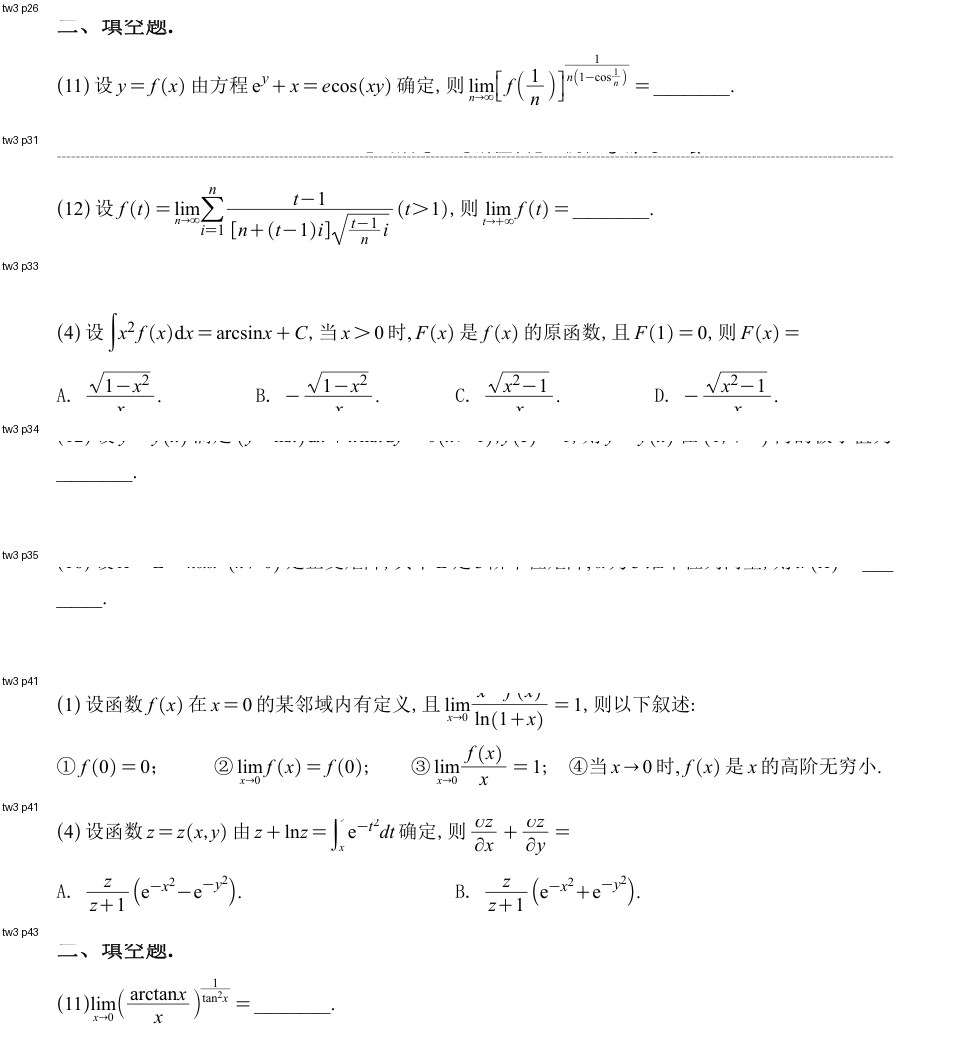 tw3 p26
二、填空题.
(11) 设 y = f(x) 由方程 e^y + x = ecos(xy) 确定, 则 lim_{n→∞} [f(1/n)]^{1/(n(1−cos 1/n))} = ________.
tw3 p31
(12) 设 f(t) = lim_{n→∞} ∑_{i=1}^{n} (t−1)/([n+(t−1)i]√((t−1)/n i)) (t>1), 则 lim_{t→+∞} f(t) = ________.
tw3 p33
(4) 设 ∫x²f(x)dx = arcsinx + C, 当 x > 0 时, F(x) 是 f(x) 的原函数, 且 F(1) = 0, 则 F(x) =
A. √(1−x²)/x. B. −√(1−x²)/x. C. √(x²−1)/x. D. −√(x²−1)/x.
tw3 p34
________.
tw3 p35
_____.
tw3 p41
(1) 设函数 f(x) 在 x = 0 的某邻域内有定义, 且 lim_{x→0} f(x)/ln(1+x) = 1, 则以下叙述:
① f(0) = 0; ② lim_{x→0} f(x) = f(0); ③ lim_{x→0} f(x)/x = 1; ④当 x→0 时, f(x) 是 x 的高阶无穷小.
tw3 p41
(4) 设函数 z = z(x,y) 由 z + lnz = ∫_x e^{−t²}dt 确定, 则 ∂z/∂x + ∂z/∂y =
A. z/(z+1) (e^{−x²} − e^{−y²}). B. z/(z+1) (e^{−x²} + e^{−y²}).
tw3 p43
二、填空题.
(11) lim_{x→0} (arctanx/x)^{1/tan²x} = ________.